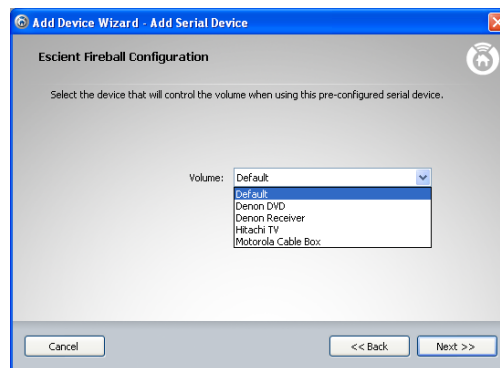 Add Device Wizard - Add Serial Device
Escient Fireball Configuration
Select the device that will control the volume when using this pre-configured serial device.
Volume: Default
Default
Denon DVD
Denon Receiver
Hitachi TV
Motorola Cable Box
Cancel << Back Next >>